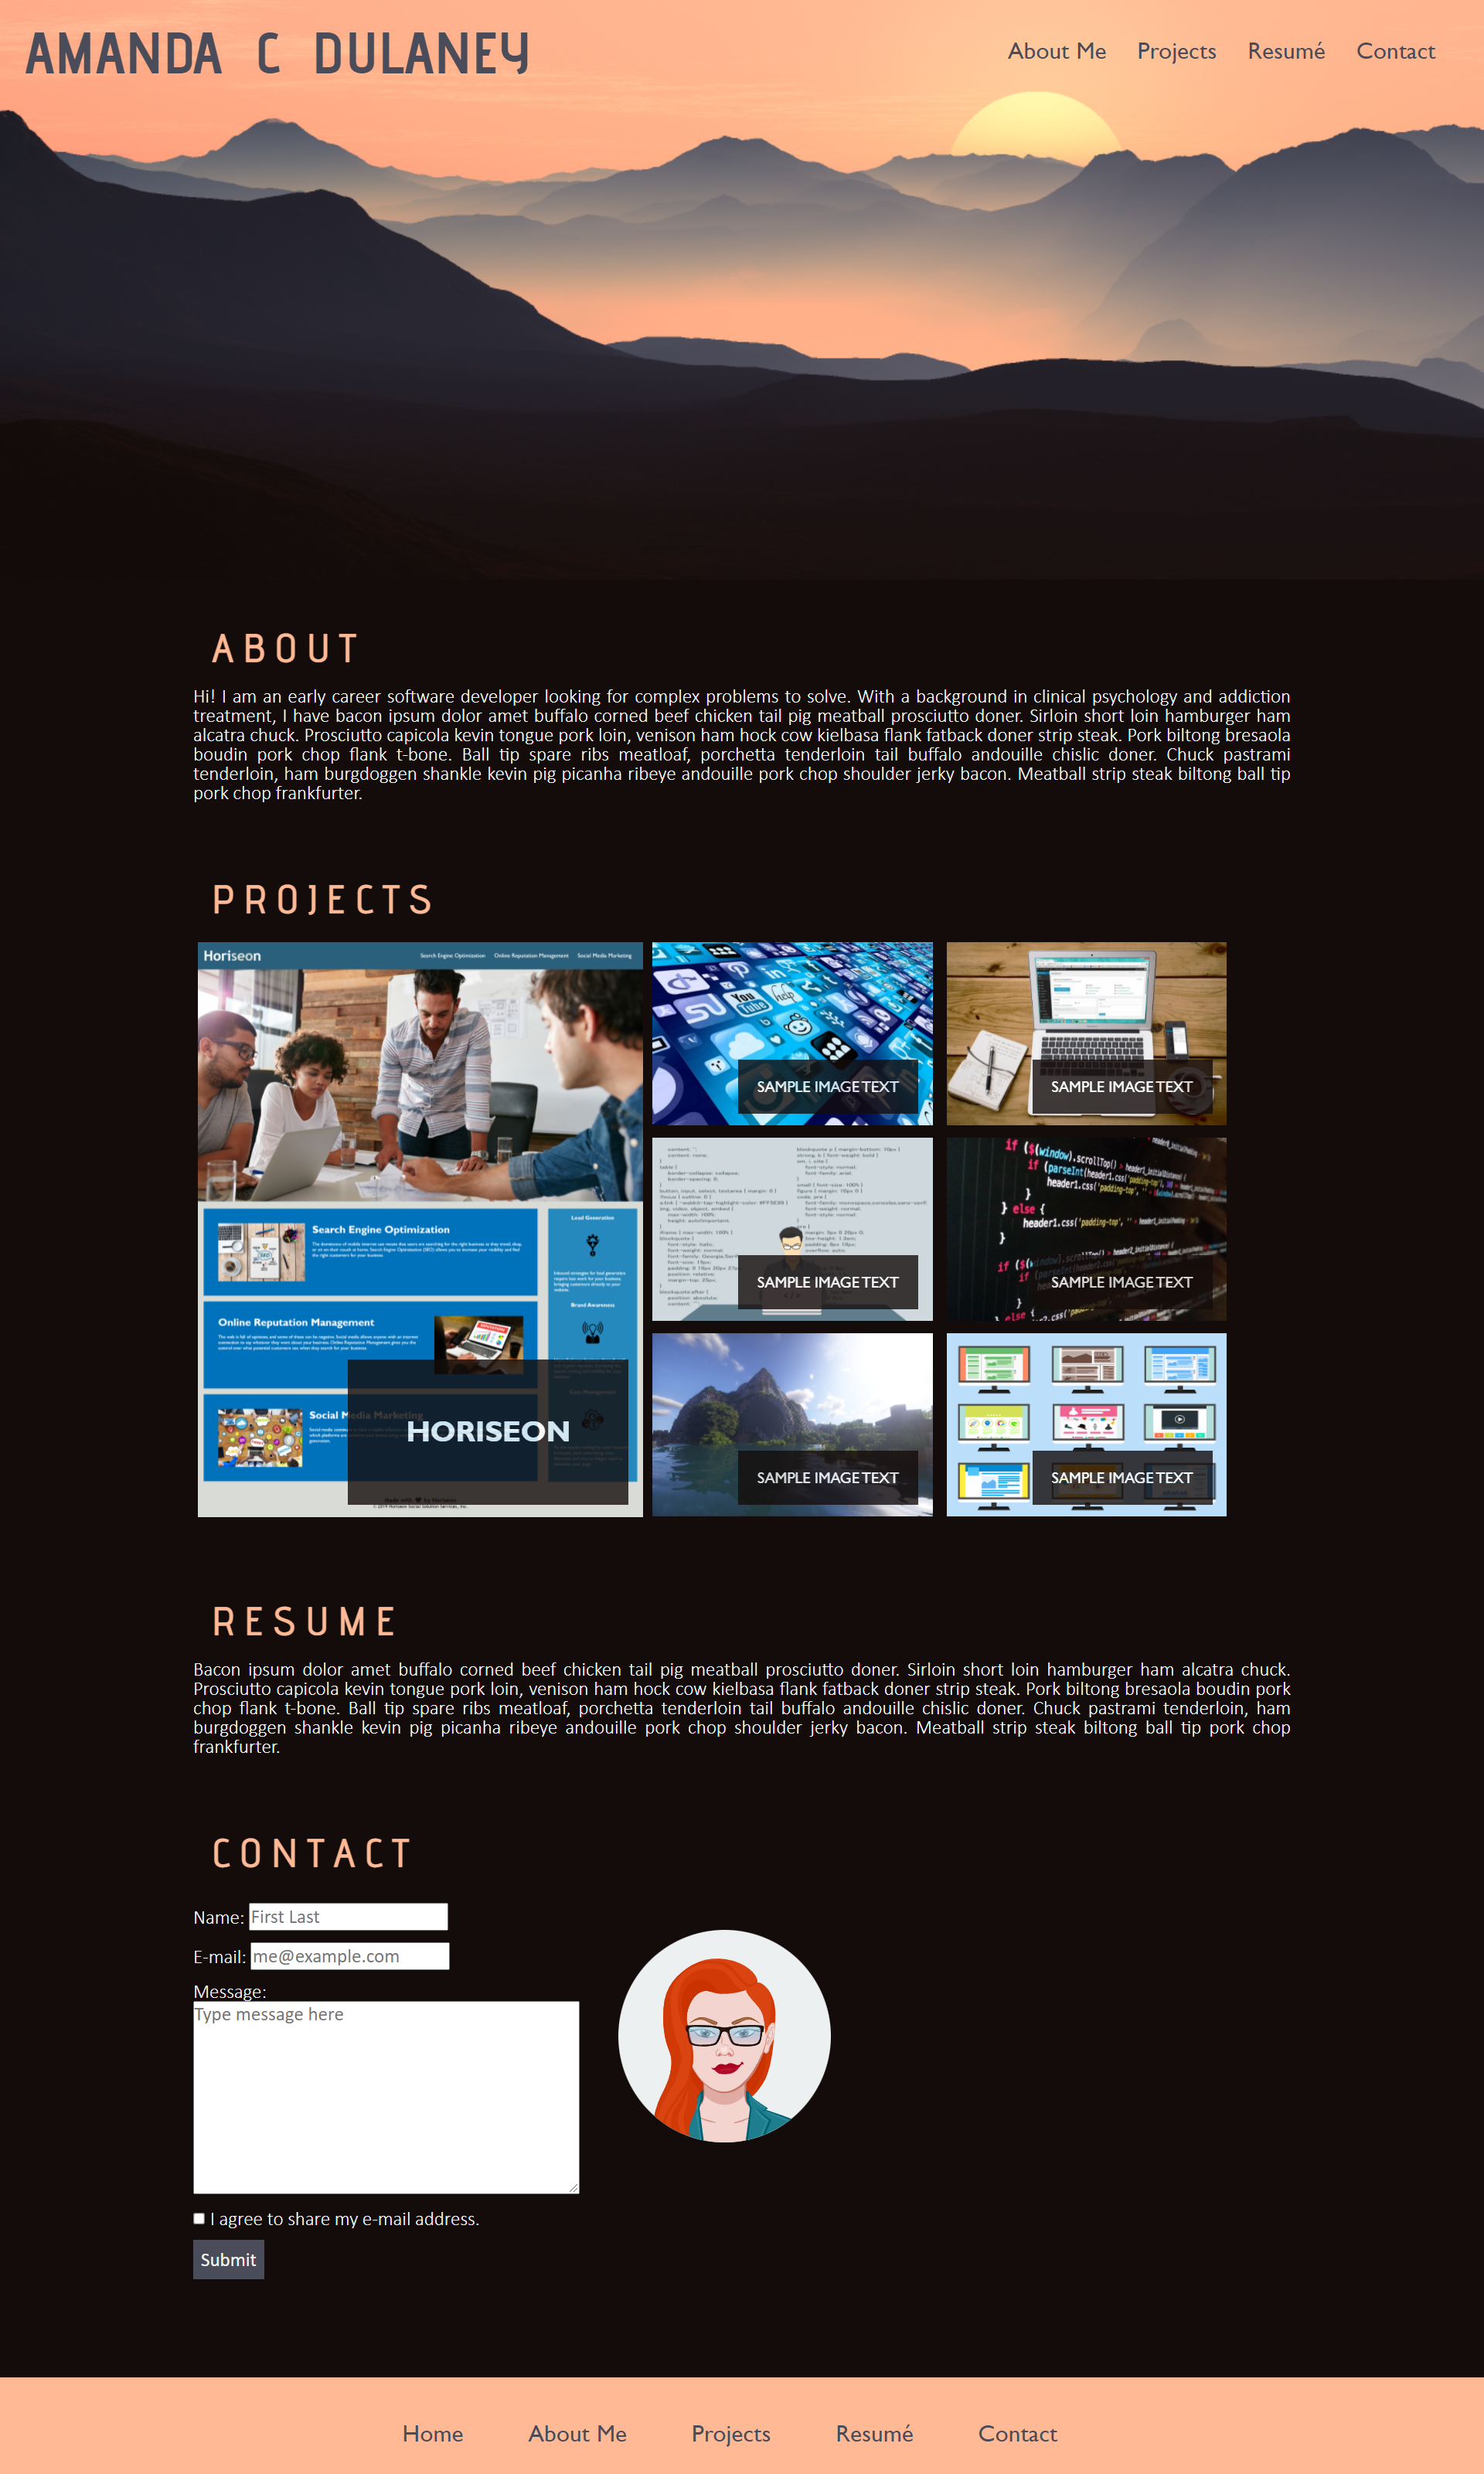 AMANDA C DULANEY
About Me Projects Resumé Contact
ABOUT
Hi! I am an early career software developer looking for complex problems to solve. With a background in clinical psychology and addiction
treatment, I have bacon ipsum dolor amet buffalo corned beef chicken tail pig meatball prosciutto doner. Sirloin short loin hamburger ham
alcatra chuck. Prosciutto capicola kevin tongue pork loin, venison ham hock cow kielbasa flank fatback doner strip steak. Pork biltong bresaola
boudin pork chop flank t-bone. Ball tip spare ribs meatloaf, porchetta tenderloin tail buffalo andouille chislic doner. Chuck pastrami
tenderloin, ham burgdoggen shankle kevin pig picanha ribeye andouille pork chop shoulder jerky bacon. Meatball strip steak biltong ball tip
pork chop frankfurter.
PROJECTS
Horiseon
Search Engine Optimization Online Reputation Management Social Media Marketing
Search Engine Optimization
Online Reputation Management
Social Media Marketing
Lead Generation
Brand Awareness
HORISEON
You Tube
SAMPLE IMAGE TEXT
SAMPLE IMAGE TEXT
SAMPLE IMAGE TEXT
if ($(window).scrollTop() >
} else {
SAMPLE IMAGE TEXT
SAMPLE IMAGE TEXT
SAMPLE IMAGE TEXT
RESUME
Bacon ipsum dolor amet buffalo corned beef chicken tail pig meatball prosciutto doner. Sirloin short loin hamburger ham alcatra chuck.
Prosciutto capicola kevin tongue pork loin, venison ham hock cow kielbasa flank fatback doner strip steak. Pork biltong bresaola boudin pork
chop flank t-bone. Ball tip spare ribs meatloaf, porchetta tenderloin tail buffalo andouille chislic doner. Chuck pastrami tenderloin, ham
burgdoggen shankle kevin pig picanha ribeye andouille pork chop shoulder jerky bacon. Meatball strip steak biltong ball tip pork chop
frankfurter.
CONTACT
Name: First Last
E-mail: me@example.com
Message:
Type message here
I agree to share my e-mail address.
Submit
Home About Me Projects Resumé Contact